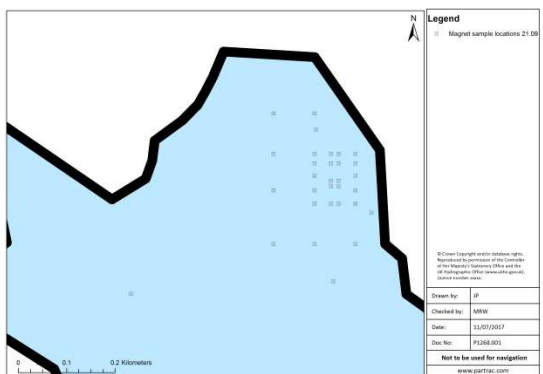 N
Legend
Magnet sample locations 21.09
© Crown Copyright and/or database rights.
Reproduced by permission of the Controller
of Her Majesty's Stationery Office and the
UK Hydrographic Office (www.ukho.gov.uk).
Drawn by: JP
Checked by: MRW
Date: 11/07/2017
Doc No: P1268.001
Not to be used for navigation
www.partrac.com
0 0.1 0.2 Kilometers